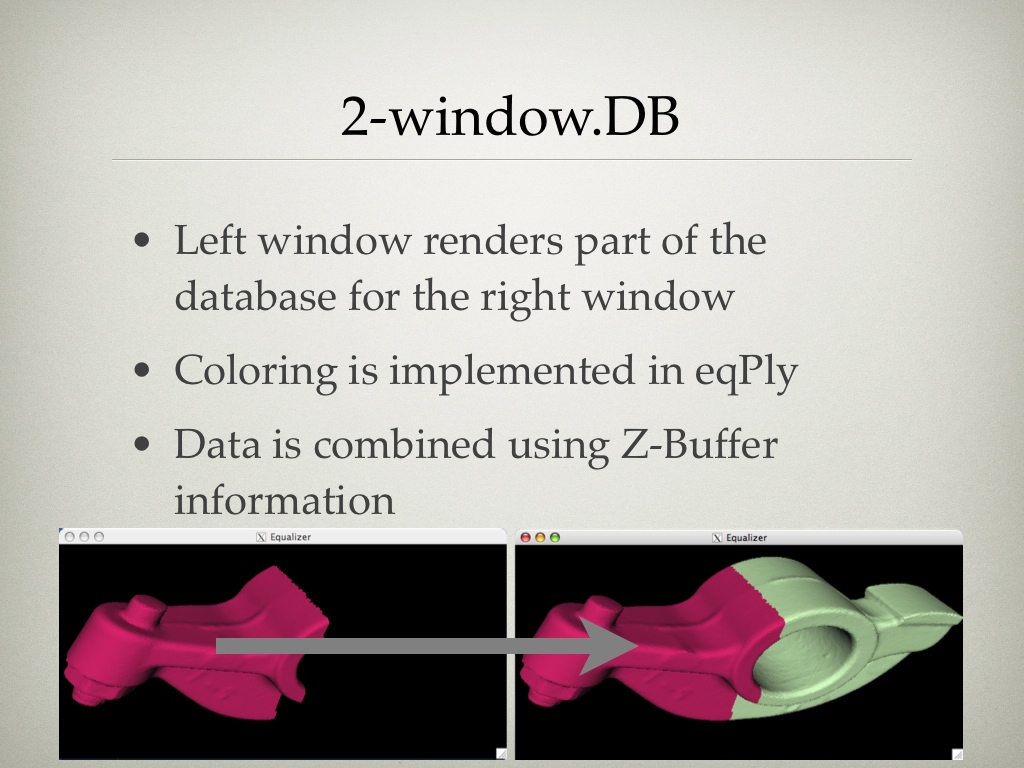 2-window.DB
• Left window renders part of the
database for the right window
• Coloring is implemented in eqPly
• Data is combined using Z-Buffer
information
X Equalizer
X Equalizer